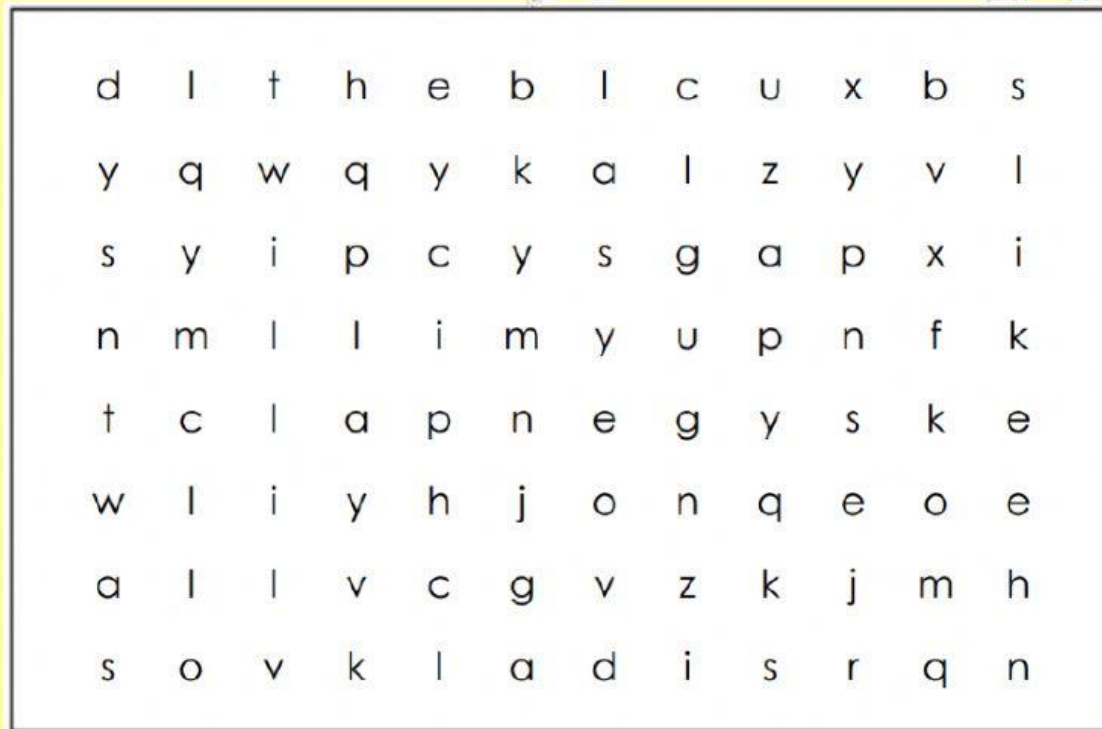 d l t h e b l c u x b s
y q w q y k a l z y v l
s y i p c y s g a p x i
n m l l i m y u p n f k
t c l a p n e g y s k e
w l i y h j o n q e o e
a l l v c g v z k j m h
s o v k l a d i s r q n